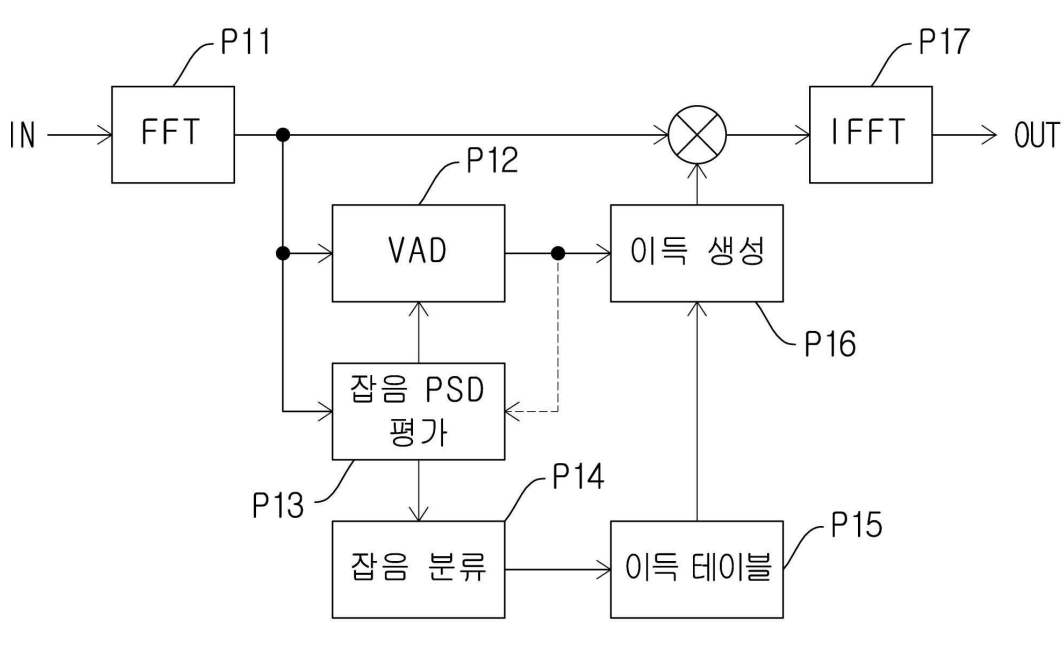 P11
P17
IN
FFT
IFFT
OUT
P12
VAD
이득 생성
P16
잡음 PSD
평가
P13
P14
P15
잡음 분류
이득 테이블